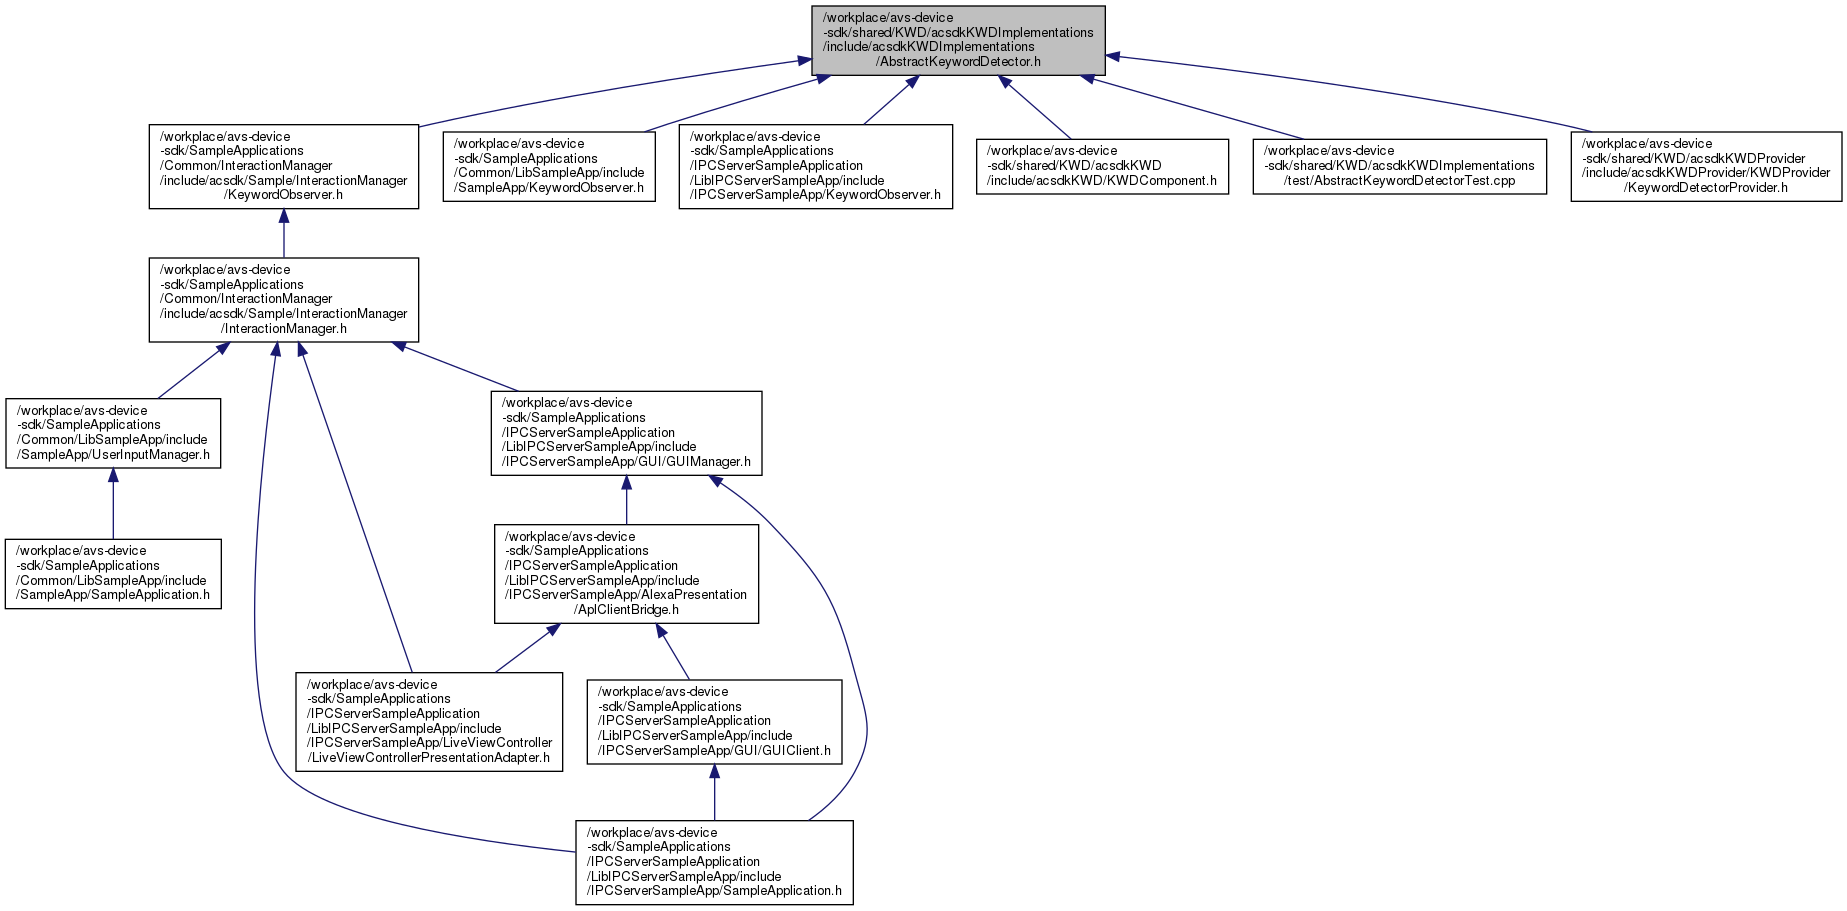 /workplace/avs-device
-sdk/shared/KWD/acsdkKWDImplementations
/include/acsdkKWDImplementations
/AbstractKeywordDetector.h
/workplace/avs-device
-sdk/SampleApplications
/Common/InteractionManager
/include/acsdk/Sample/InteractionManager
/KeywordObserver.h
/workplace/avs-device
-sdk/SampleApplications
/Common/LibSampleApp/include
/SampleApp/KeywordObserver.h
/workplace/avs-device
-sdk/SampleApplications
/IPCServerSampleApplication
/LibIPCServerSampleApp/include
/IPCServerSampleApp/KeywordObserver.h
/workplace/avs-device
-sdk/shared/KWD/acsdkKWD
/include/acsdkKWD/KWDComponent.h
/workplace/avs-device
-sdk/shared/KWD/acsdkKWDImplementations
/test/AbstractKeywordDetectorTest.cpp
/workplace/avs-device
-sdk/shared/KWD/acsdkKWDProvider
/include/acsdkKWDProvider/KWDProvider
/KeywordDetectorProvider.h
/workplace/avs-device
-sdk/SampleApplications
/Common/InteractionManager
/include/acsdk/Sample/InteractionManager
/InteractionManager.h
/workplace/avs-device
-sdk/SampleApplications
/Common/LibSampleApp/include
/SampleApp/UserInputManager.h
/workplace/avs-device
-sdk/SampleApplications
/IPCServerSampleApplication
/LibIPCServerSampleApp/include
/IPCServerSampleApp/GUI/GUIManager.h
/workplace/avs-device
-sdk/SampleApplications
/Common/LibSampleApp/include
/SampleApp/SampleApplication.h
/workplace/avs-device
-sdk/SampleApplications
/IPCServerSampleApplication
/LibIPCServerSampleApp/include
/IPCServerSampleApp/AlexaPresentation
/AplClientBridge.h
/workplace/avs-device
-sdk/SampleApplications
/IPCServerSampleApplication
/LibIPCServerSampleApp/include
/IPCServerSampleApp/LiveViewController
/LiveViewControllerPresentationAdapter.h
/workplace/avs-device
-sdk/SampleApplications
/IPCServerSampleApplication
/LibIPCServerSampleApp/include
/IPCServerSampleApp/GUI/GUIClient.h
/workplace/avs-device
-sdk/SampleApplications
/IPCServerSampleApplication
/LibIPCServerSampleApp/include
/IPCServerSampleApp/SampleApplication.h